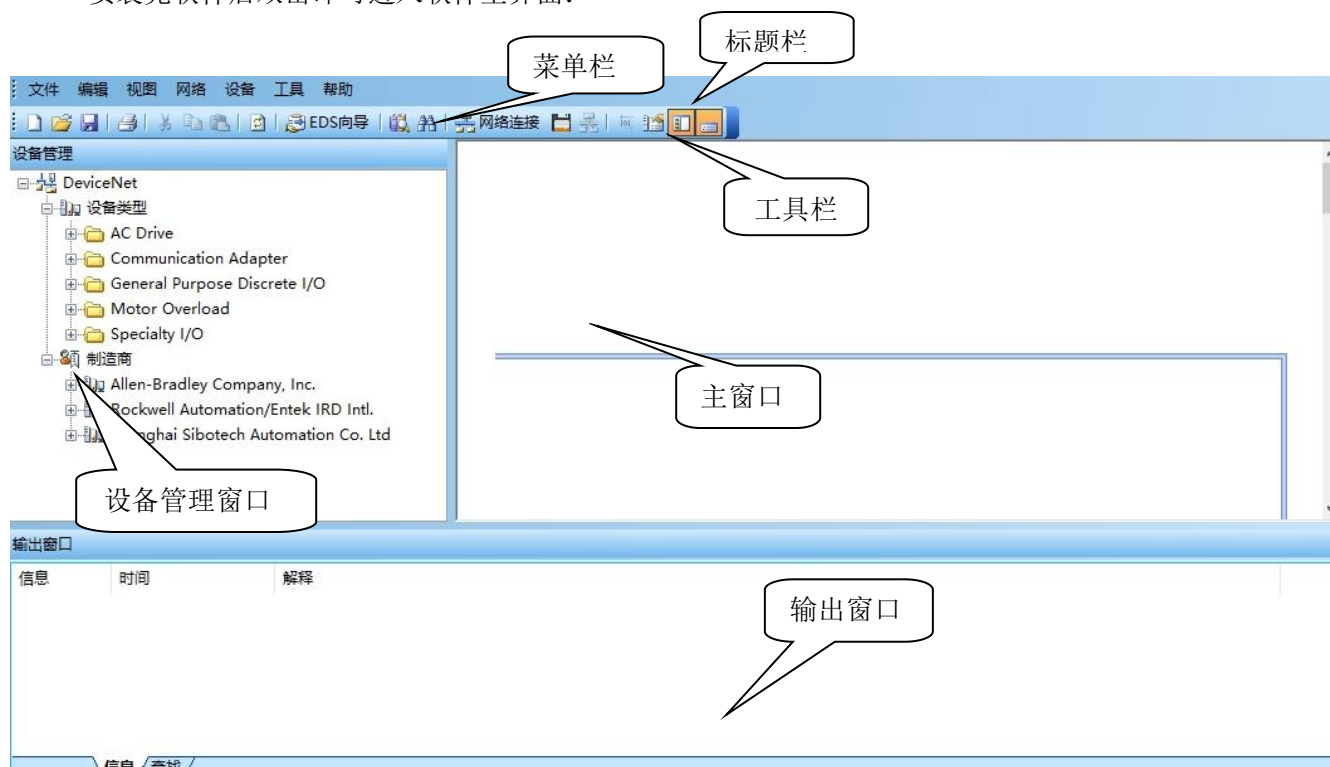 安装完软件后双击即可进入软件主界面：
标题栏
菜单栏
文件 编辑 视图 网络 设备 工具 帮助
EDS向导 网络连接
设备管理
DeviceNet
设备类型
AC Drive
Communication Adapter
General Purpose Discrete I/O
Motor Overload
Specialty I/O
制造商
Allen-Bradley Company, Inc.
Rockwell Automation/Entek IRD Intl.
Sibotech Automation Co. Ltd
工具栏
主窗口
设备管理窗口
输出窗口
信息 时间 解释
输出窗口
信息 查找